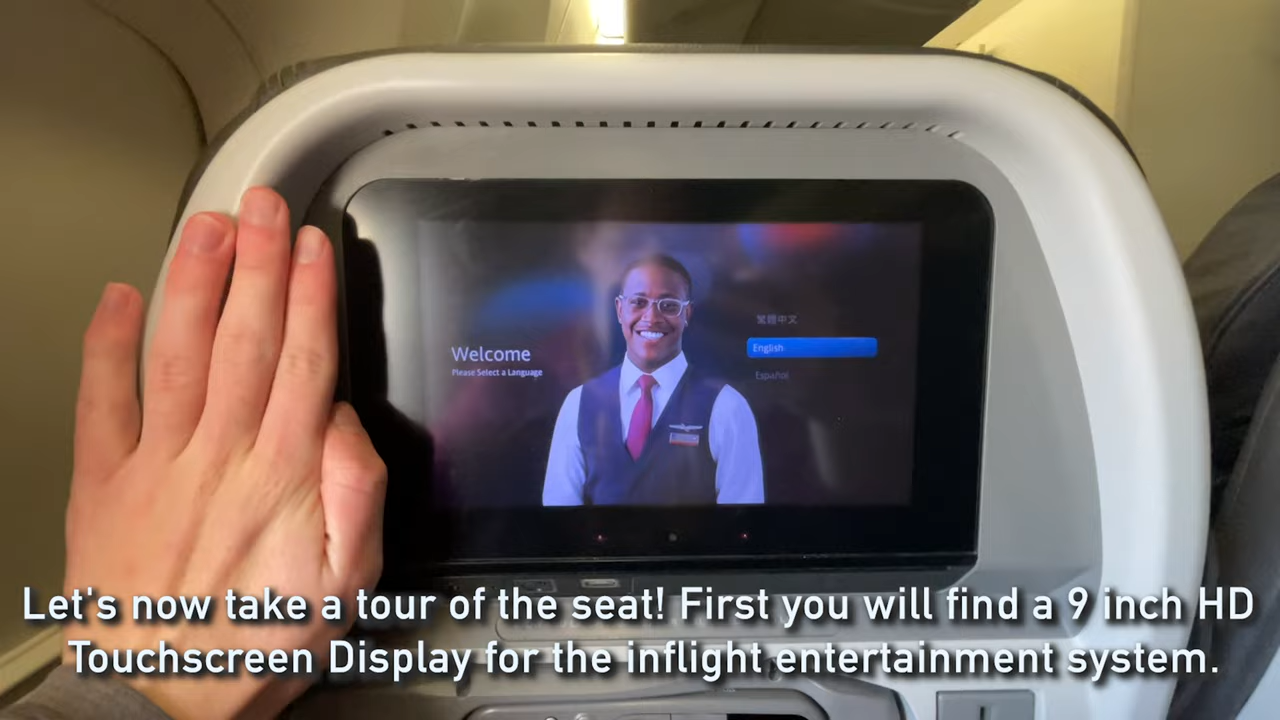 Welcome
Please Select a Language
繁體中文
English
Español
Let's now take a tour of the seat! First you will find a 9 inch HD
Touchscreen Display for the inflight entertainment system.